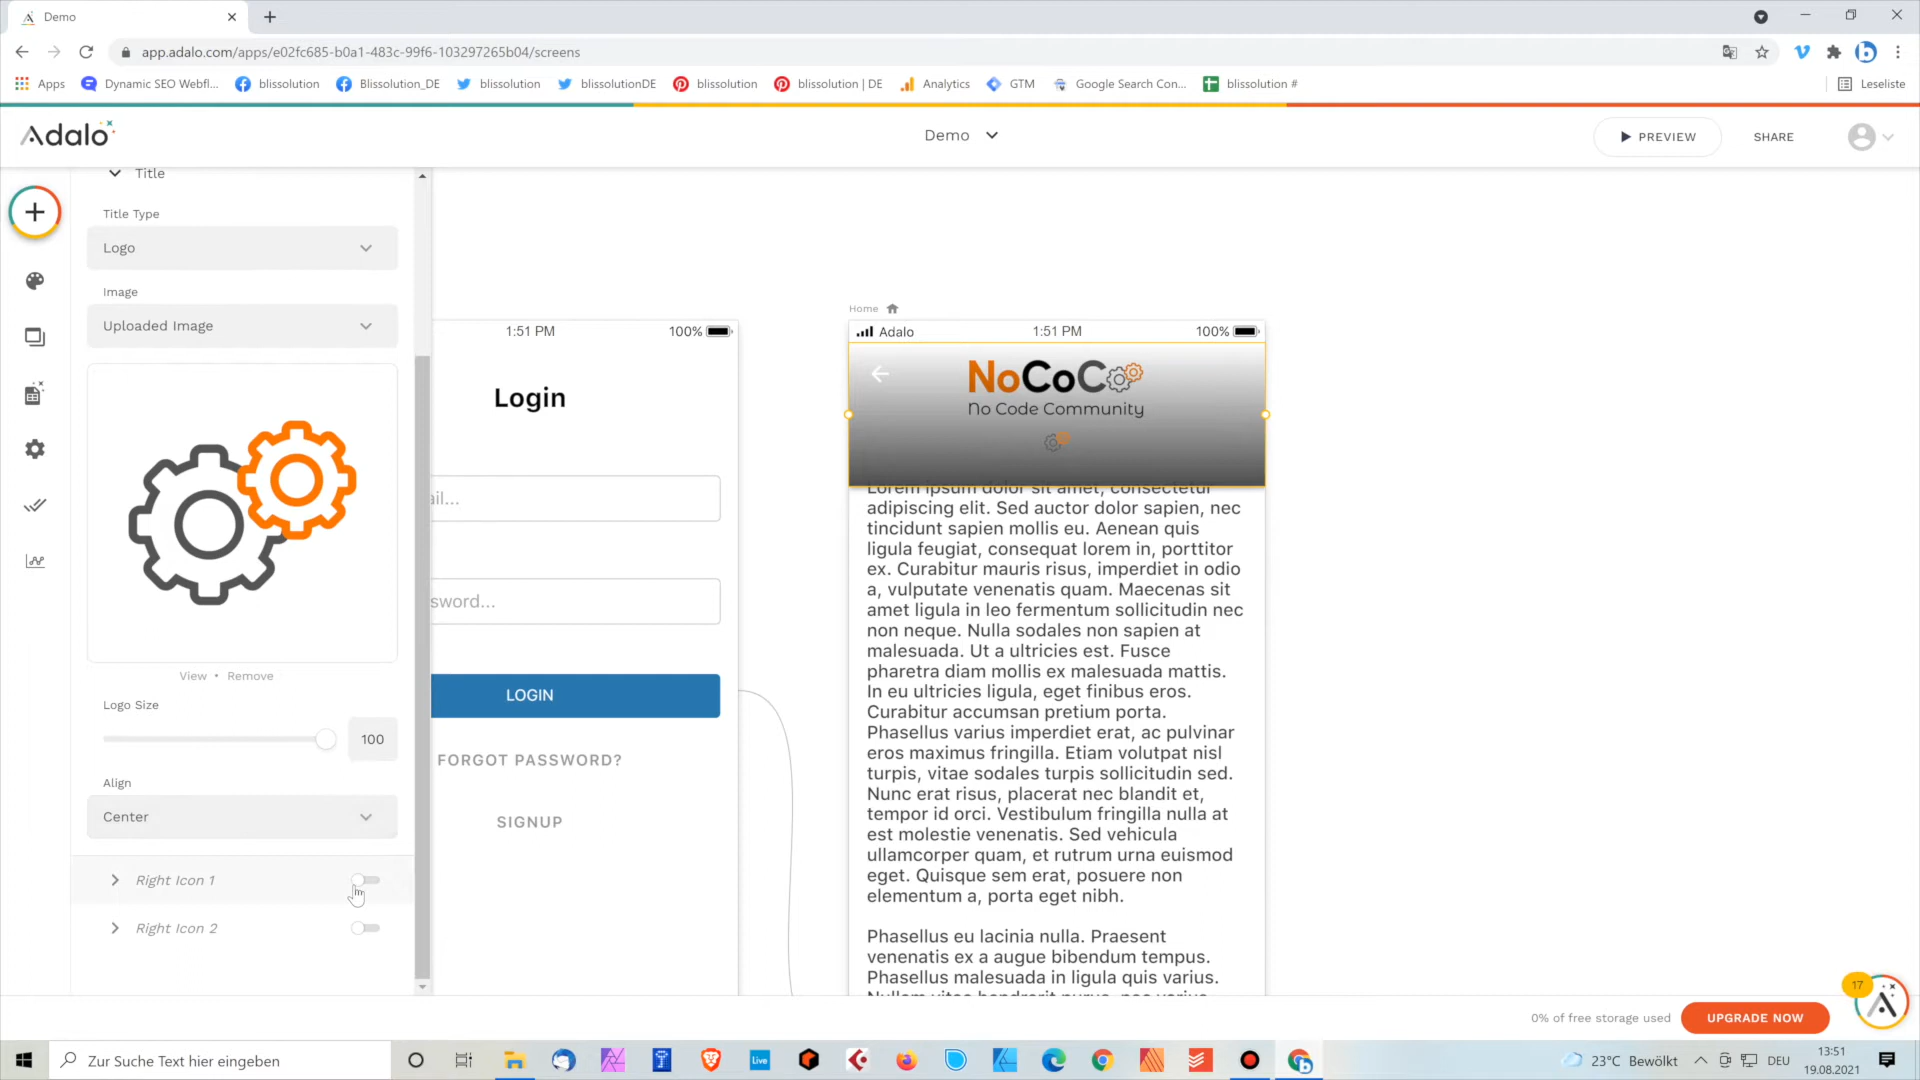 Demo
app.adalo.com/apps/e02fc685-b0a1-483c-99f6-103297265b04/screens
Apps
Dynamic SEO Webfl...
blissolution
Blissolution_DE
blissolution
blissolutionDE
blissolution
blissolution | DE
Analytics
GTM
Google Search Con...
blissolution #
Leseliste
Adalo
Demo
PREVIEW
SHARE
Title
Title Type
Logo
Image
Uploaded Image
View • Remove
Logo Size
100
Align
Center
Right Icon 1
Right Icon 2
1:51 PM
100%
Login
ail...
sword...
LOGIN
FORGOT PASSWORD?
SIGNUP
Home
Adalo
1:51 PM
100%
NoCoC
No Code Community
Lorem ipsum dolor sit amet, consectetur
adipiscing elit. Sed auctor dolor sapien, nec
tincidunt sapien mollis eu. Aenean quis
ligula feugiat, consequat lorem in, porttitor
ex. Curabitur mauris risus, imperdiet in odio
a, vulputate venenatis quam. Maecenas sit
amet ligula in leo fermentum sollicitudin nec
non neque. Nulla sodales non sapien at
malesuada. Ut a ultricies est. Fusce
pharetra diam mollis ex malesuada mattis.
In eu ultricies ligula, eget finibus eros.
Curabitur accumsan pretium porta.
Phasellus varius imperdiet erat, ac pulvinar
eros maximus fringilla. Etiam volutpat nisl
turpis, vitae sodales turpis sollicitudin sed.
Nunc erat risus, placerat nec blandit et,
tempor id orci. Vestibulum fringilla nulla at
est molestie venenatis. Sed vehicula
ullamcorper quam, et rutrum urna euismod
eget. Quisque sem erat, posuere non
elementum a, porta eget nibh.
Phasellus eu lacinia nulla. Praesent
venenatis ex a augue bibendum tempus.
Phasellus malesuada in ligula quis varius.
17
0% of free storage used
UPGRADE NOW
Zur Suche Text hier eingeben
Live
23°C Bewölkt
DEU
13:51
19.08.2021